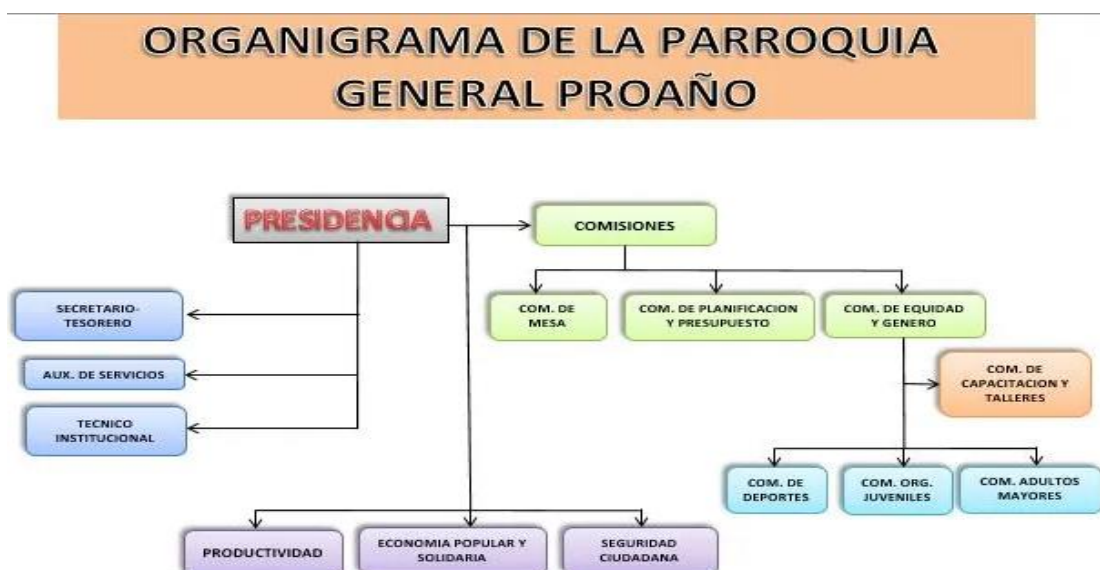 ORGANIGRAMA DE LA PARROQUIA
GENERAL PROAÑO
PRESIDENCIA
COMISIONES
SECRETARIO-
TESORERO
COM. DE
MESA
COM. DE PLANIFICACION
Y PRESUPUESTO
COM. DE EQUIDAD
Y GENERO
AUX. DE SERVICIOS
COM. DE
CAPACITACION Y
TALLERES
TECNICO
INSTITUCIONAL
COM. DE
DEPORTES
COM. ORG.
JUVENILES
COM. ADULTOS
MAYORES
PRODUCTIVIDAD
ECONOMIA POPULAR Y
SOLIDARIA
SEGURIDAD
CIUDADANA